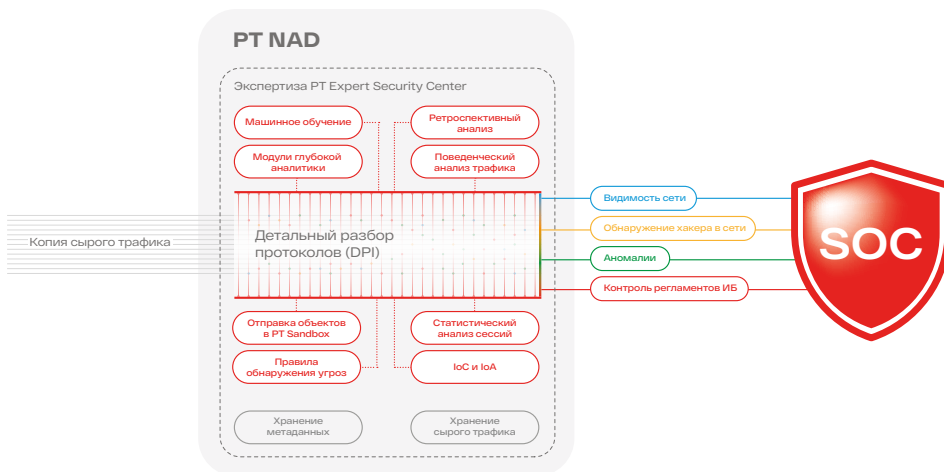 PT NAD
Экспертиза PT Expert Security Center
Машинное обучение
Ретроспективный
анализ
Модули глубокой
аналитики
Поведенческий
анализ трафика
Копия сырого трафика
Детальный разбор
протоколов (DPI)
Видимость сети
Обнаружение хакера в сети
Аномалии
Контроль регламентов ИБ
SOC
Отправка объектов
в PT Sandbox
Статистический
анализ сессий
Правила
обнаружения угроз
IoC и IoA
Хранение
метаданных
Хранение
сырого трафика